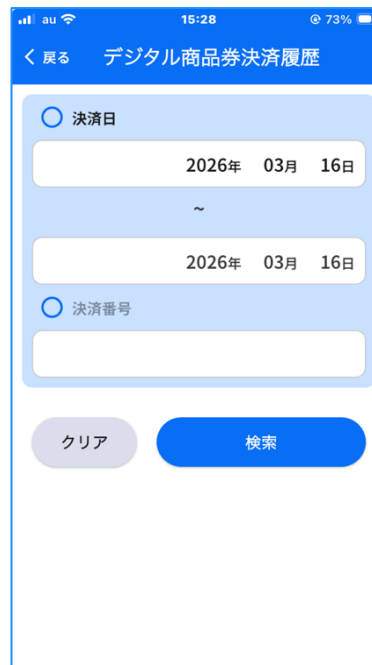 au 15:28 73%
戻る デジタル商品券決済履歴
決済日
2026年 03月 16日
~
2026年 03月 16日
決済番号
クリア 検索